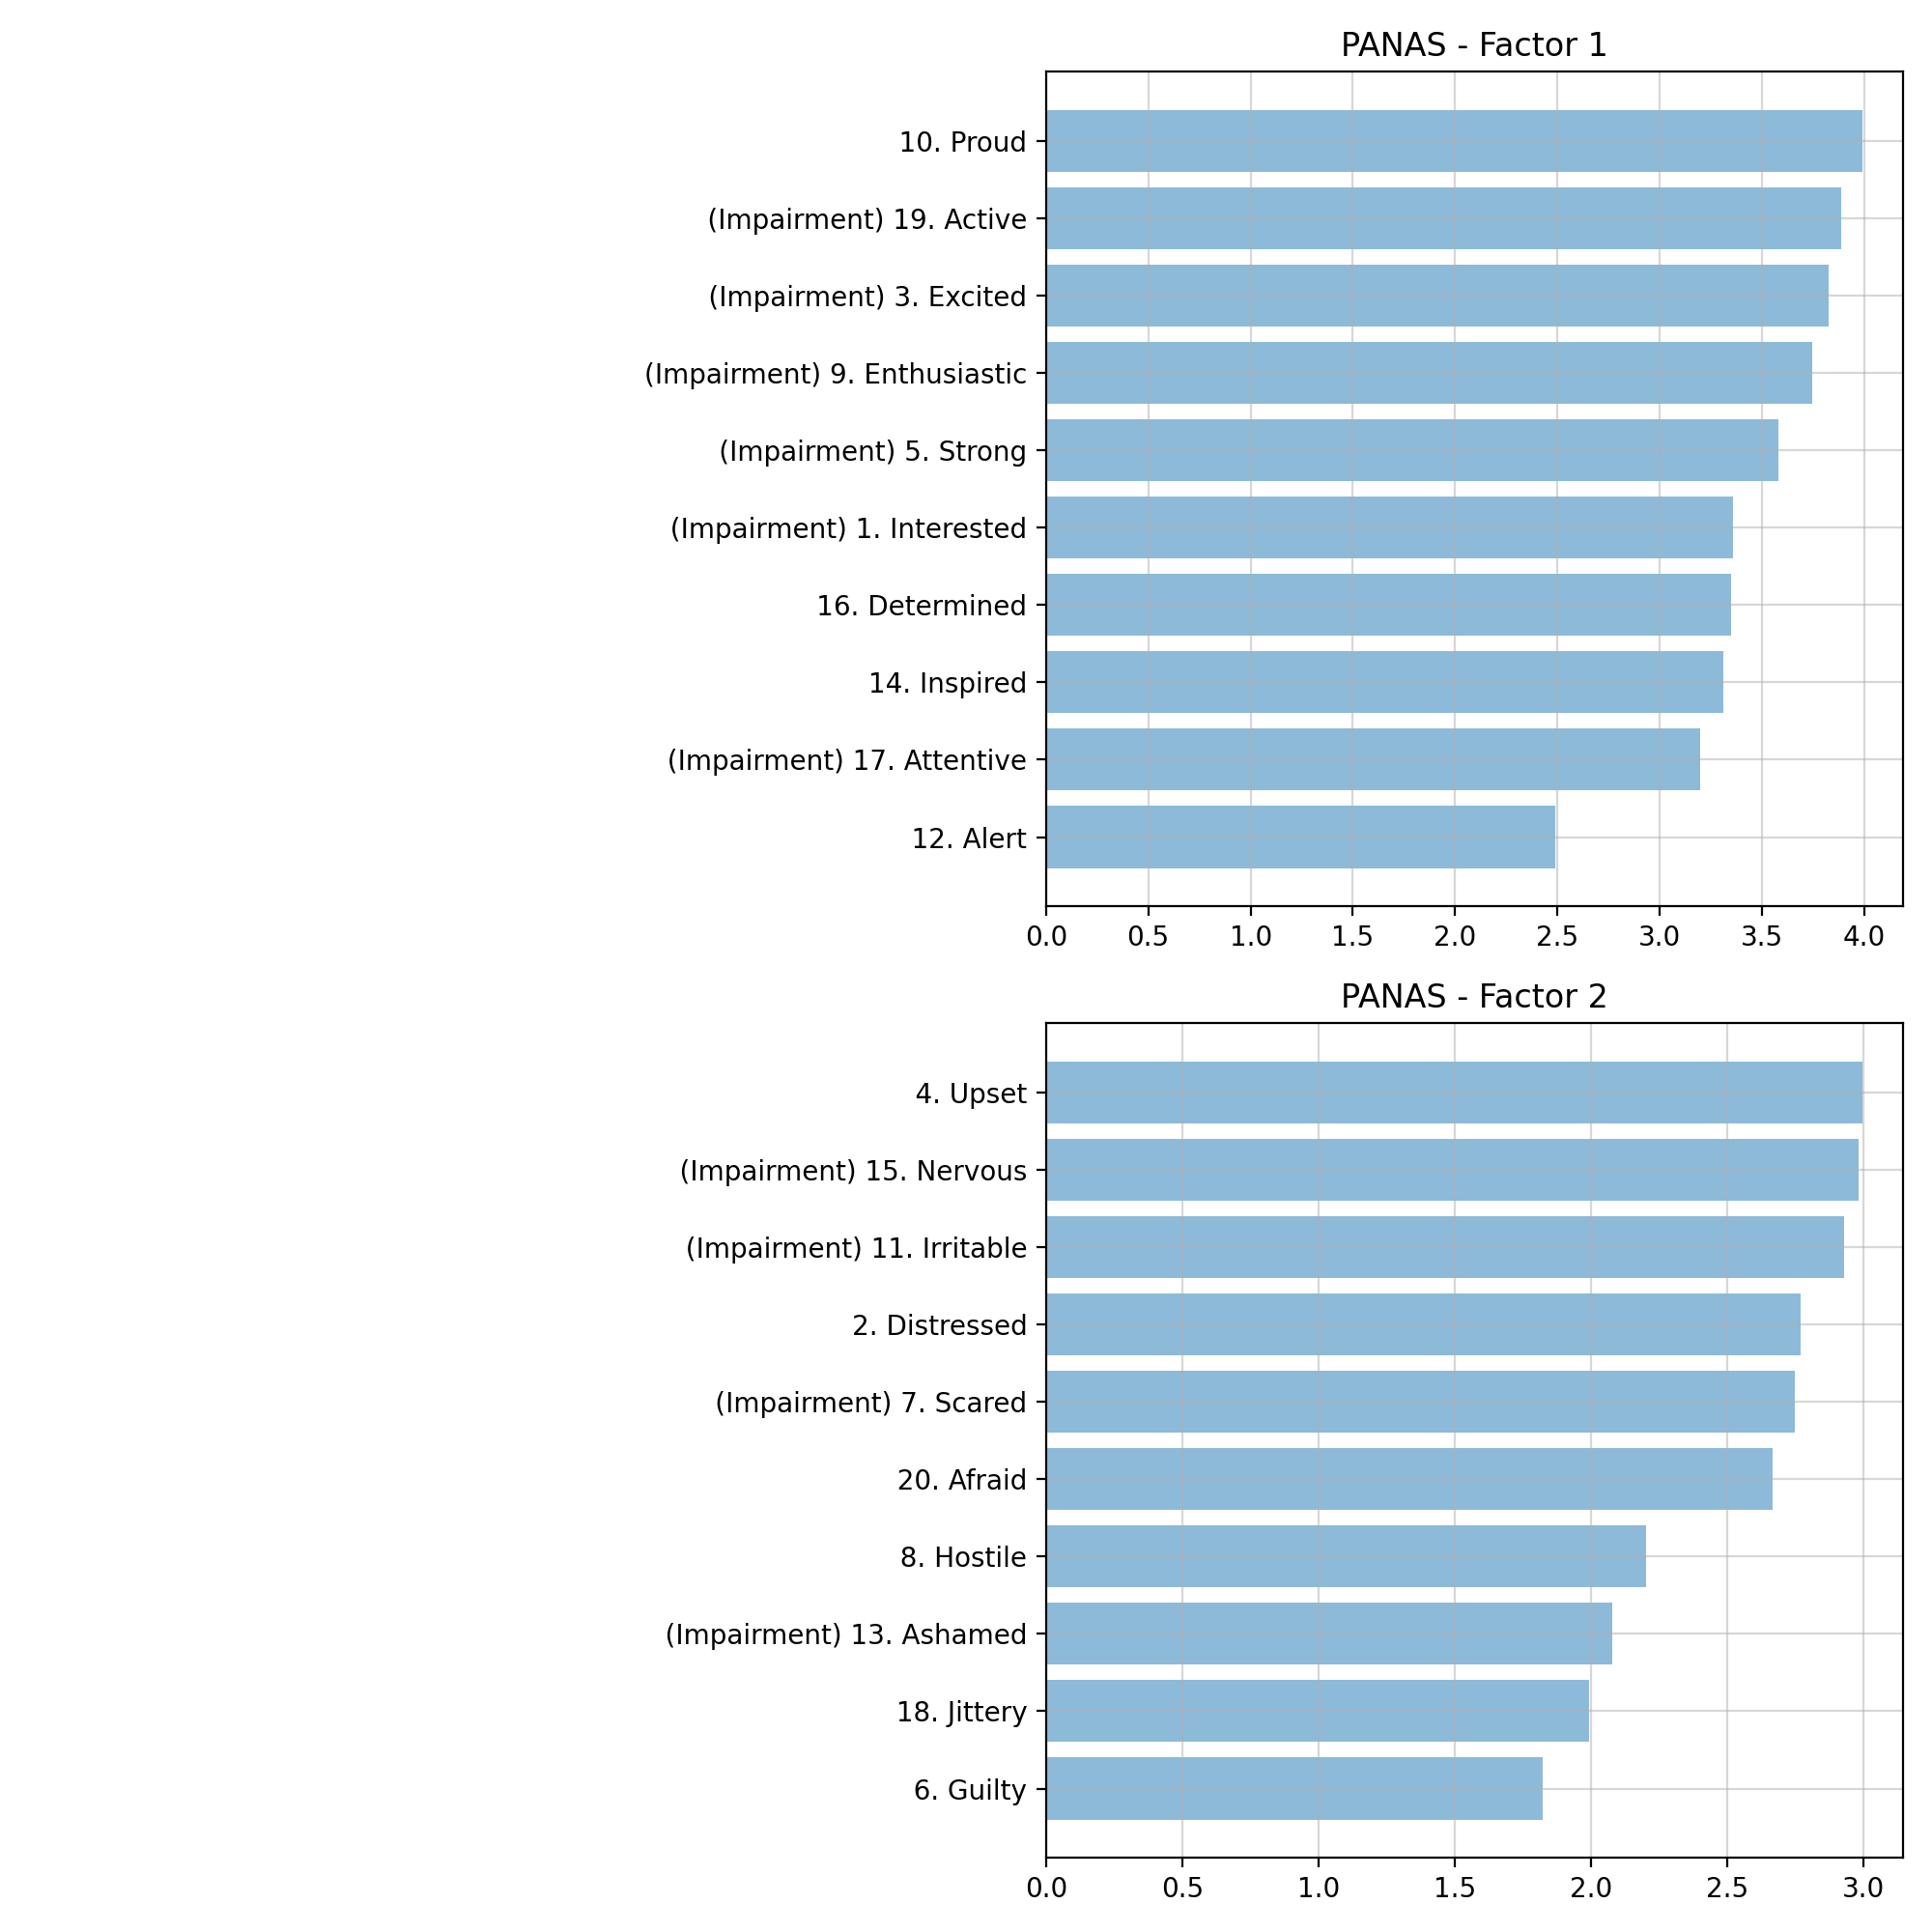 PANAS - Factor 1
10. Proud
(Impairment) 19. Active
(Impairment) 3. Excited
(Impairment) 9. Enthusiastic
(Impairment) 5. Strong
(Impairment) 1. Interested
16. Determined
14. Inspired
(Impairment) 17. Attentive
12. Alert
0.0 0.5 1.0 1.5 2.0 2.5 3.0 3.5 4.0
PANAS - Factor 2
4. Upset
(Impairment) 15. Nervous
(Impairment) 11. Irritable
2. Distressed
(Impairment) 7. Scared
20. Afraid
8. Hostile
(Impairment) 13. Ashamed
18. Jittery
6. Guilty
0.0 0.5 1.0 1.5 2.0 2.5 3.0